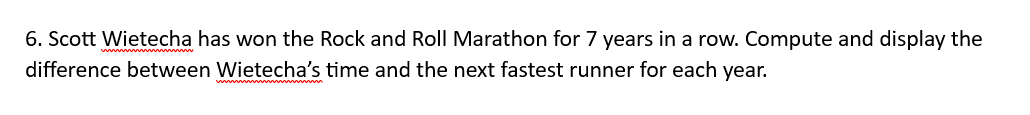 6. Scott Wietecha has won the Rock and Roll Marathon for 7 years in a row. Compute and display the
difference between Wietecha’s time and the next fastest runner for each year.